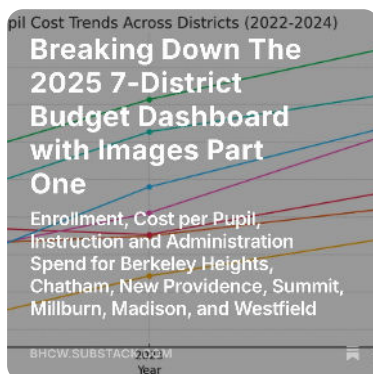 pil Cost Trends Across Districts (2022-2024)
Breaking Down The
2025 7-District
Budget Dashboard
with Images Part
One
Enrollment, Cost per Pupil,
Instruction and Administration
Spend for Berkeley Heights,
Chatham, New Providence, Summit,
Millburn, Madison, and Westfield
BHCW.SUBSTACK.COM
2023
Year